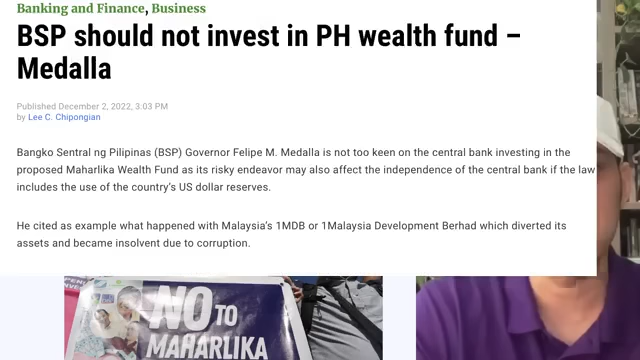 Banking and Finance, Business
BSP should not invest in PH wealth fund –
Medalla
Published December 2, 2022, 3.03 PM
by Lee C. Chipongian
Bangko Sentral ng Pilipinas (BSP) Governor Felipe M. Medalla is not too keen on the central bank investing in the
proposed Maharlika Wealth Fund as its risky endeavor may also affect the independence of the central bank if the law
includes the use of the country's US dollar reserves.
He cited as example what happened with Malaysia's 1MDB or 1Malaysia Development Berhad which diverted its
assets and became insolvent due to corruption.
NO TO
MAHARLIKA